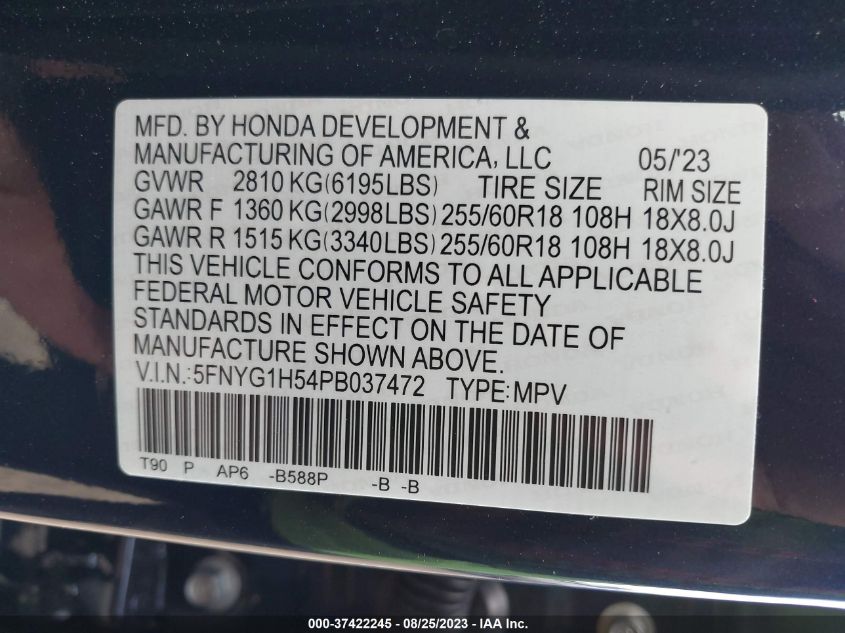 MFD. BY HONDA DEVELOPMENT &
MANUFACTURING OF AMERICA, LLC 05/'23
GVWR 2810 KG(6195LBS) TIRE SIZE RIM SIZE
GAWR F 1360 KG(2998LBS) 255/60R18 108H 18X8.0J
GAWR R 1515 KG(3340LBS) 255/60R18 108H 18X8.0J
THIS VEHICLE CONFORMS TO ALL APPLICABLE
FEDERAL MOTOR VEHICLE SAFETY
STANDARDS IN EFFECT ON THE DATE OF
MANUFACTURE SHOWN ABOVE.
V.I.N.:5FNYG1H54PB037472 TYPE:MPV
T90 P AP6 -B588P -B -B
000-37422245 - 08/25/2023 - IAAI.com